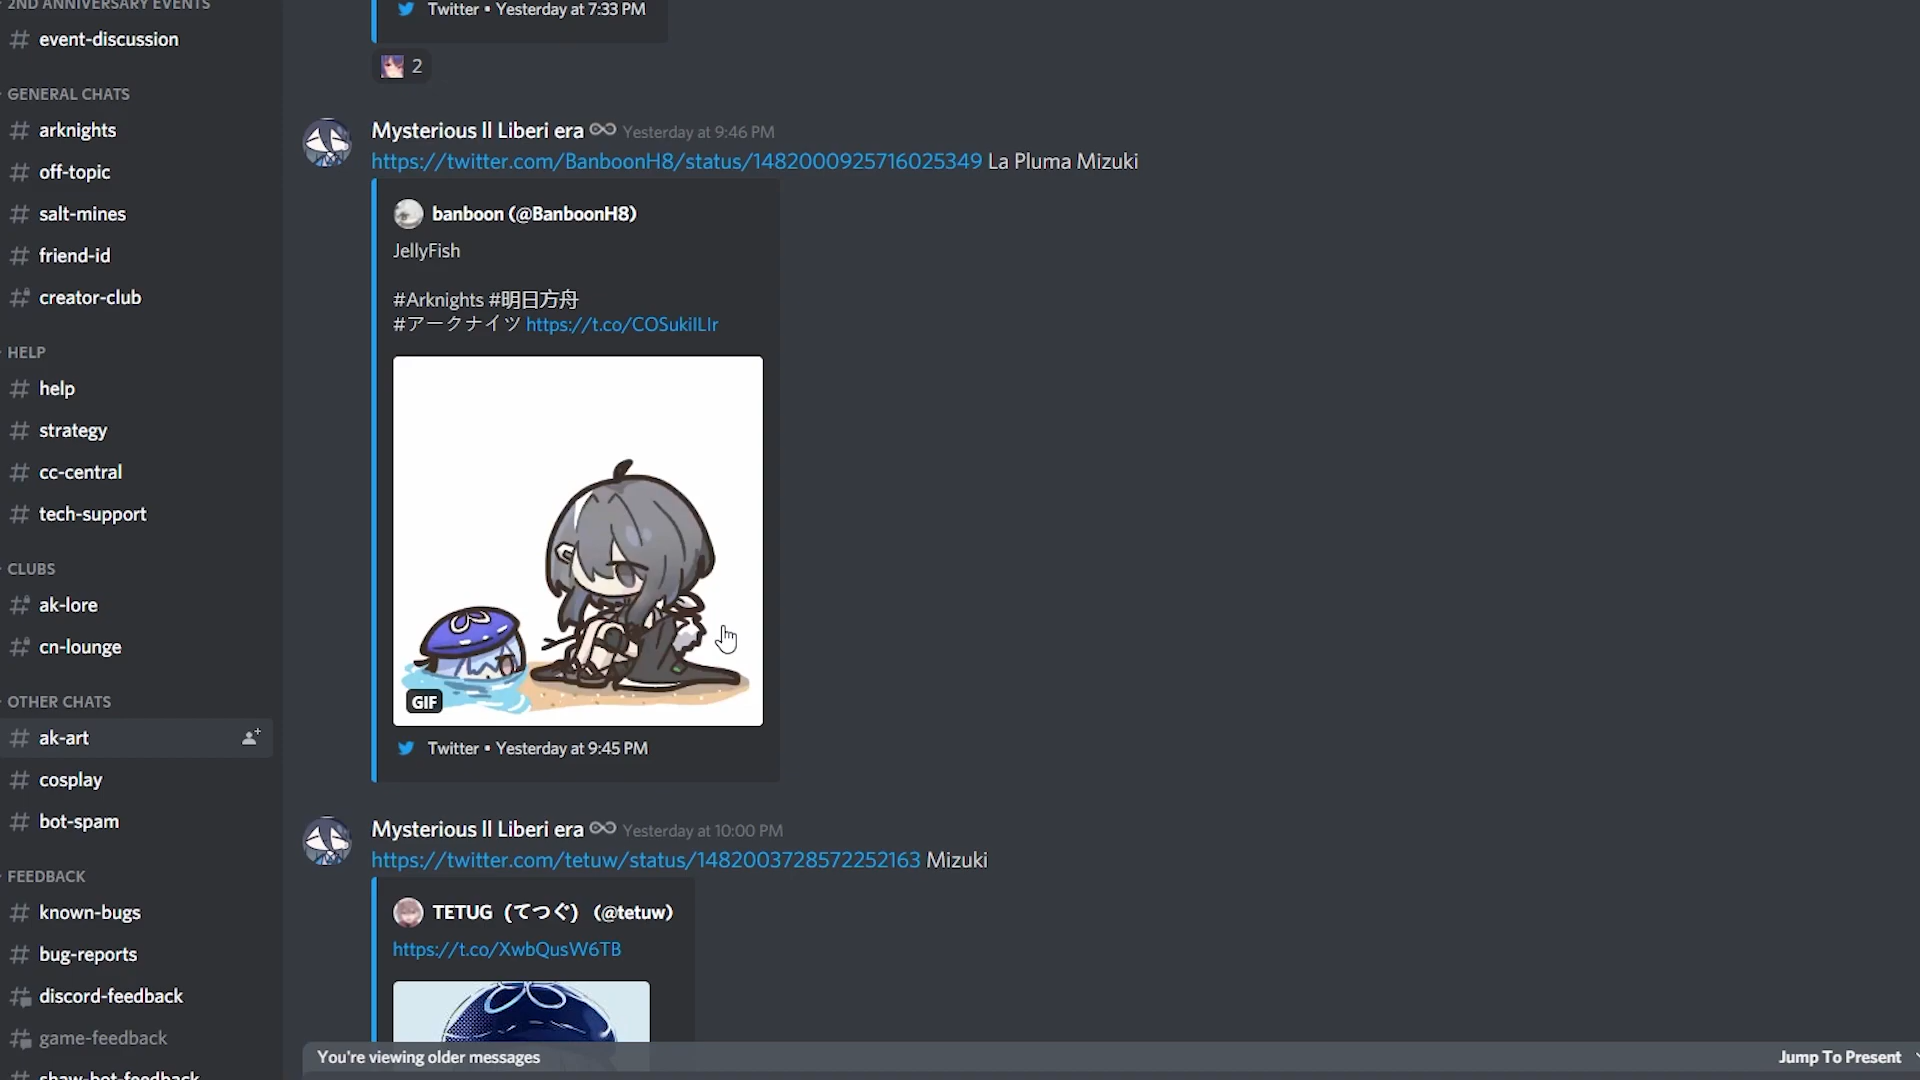 2ND ANNIVERSARY EVENTS
event-discussion
GENERAL CHATS
arknights
off-topic
salt-mines
friend-id
creator-club
HELP
help
strategy
cc-central
tech-support
CLUBS
ak-lore
cn-lounge
OTHER CHATS
ak-art
cosplay
bot-spam
FEEDBACK
known-bugs
bug-reports
discord-feedback
game-feedback
shaw-bot-feedback
Twitter • Yesterday at 7:33 PM
2
Mysterious ll Liberi era Yesterday at 9:46 PM
https://twitter.com/BanboonH8/status/1482000925716025349 La Pluma Mizuki
banboon (@BanboonH8)
JellyFish
#Arknights #明日方舟
#アークナイツ https://t.co/COSukiILIr
GIF
Twitter • Yesterday at 9:45 PM
Mysterious ll Liberi era Yesterday at 10:00 PM
https://twitter.com/tetuw/status/1482003728572252163 Mizuki
TETUG（てつぐ） (@tetuw)
https://t.co/XwbQusW6TB
You're viewing older messages
Jump To Present